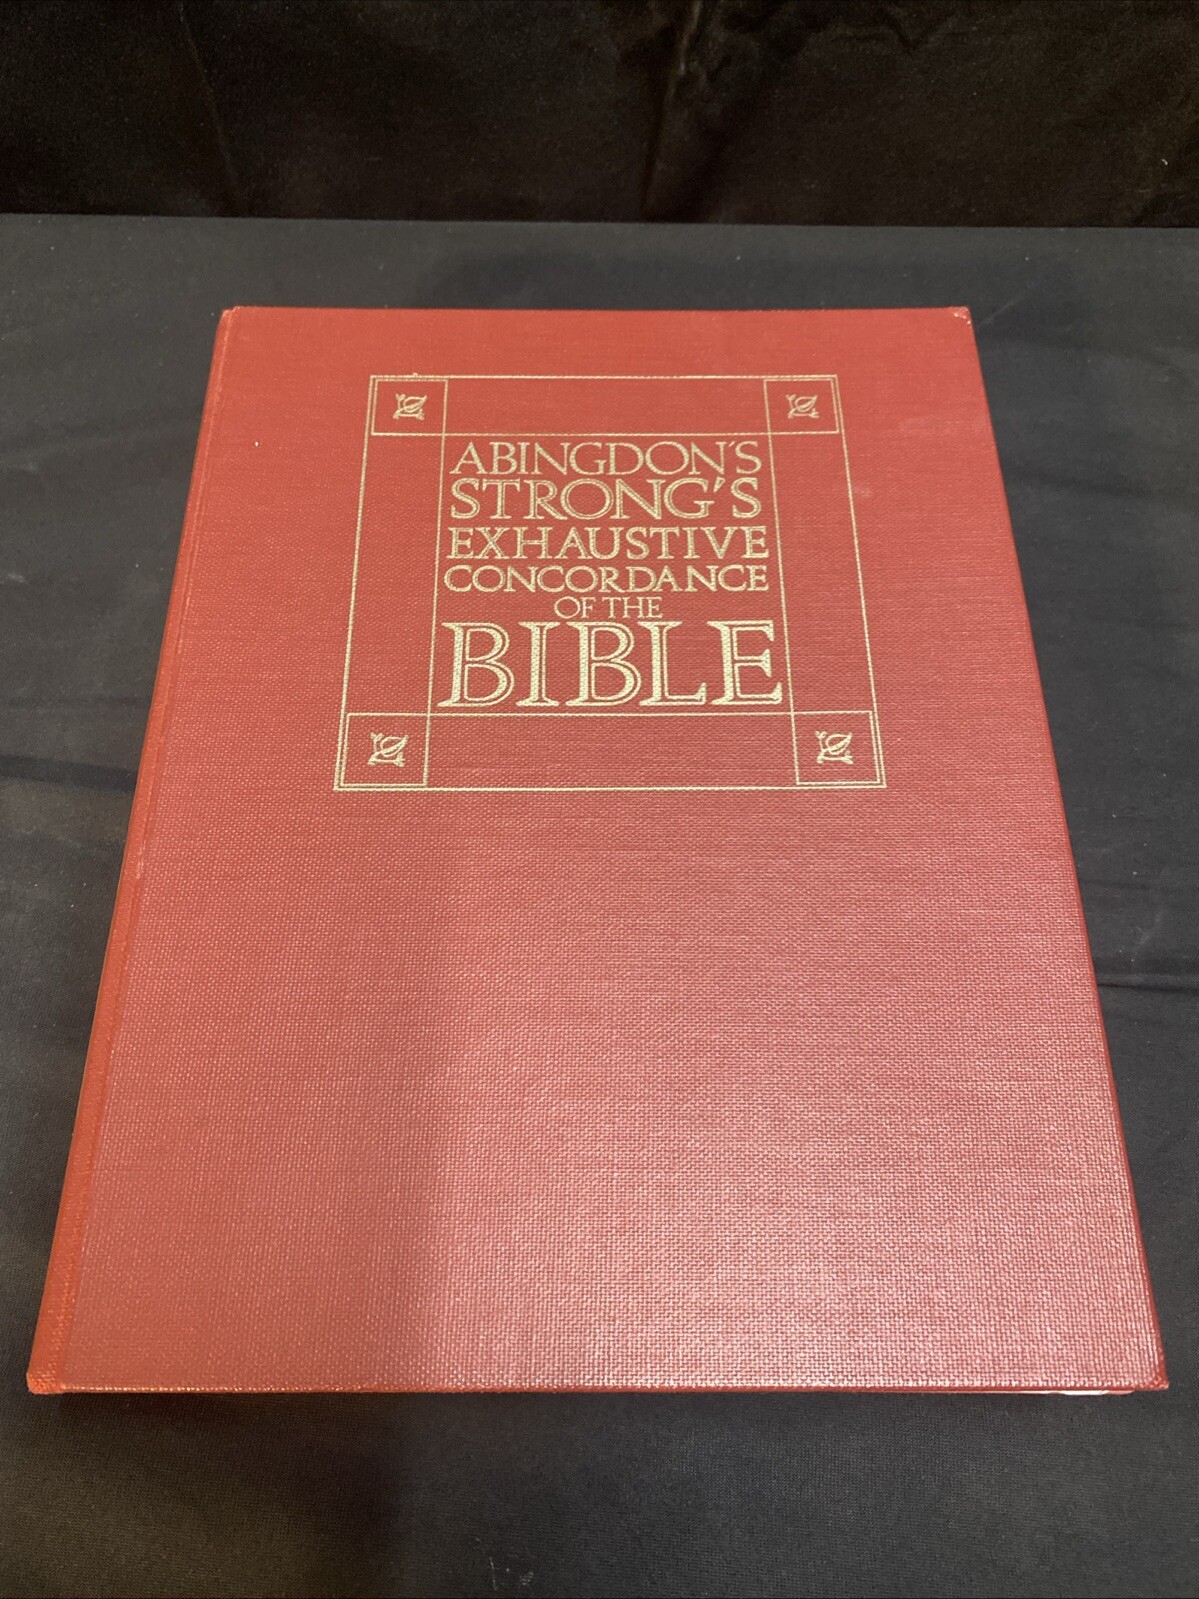 ABINGDON'S
STRONG'S
EXHAUSTIVE
CONCORDANCE
OF THE
BIBLE